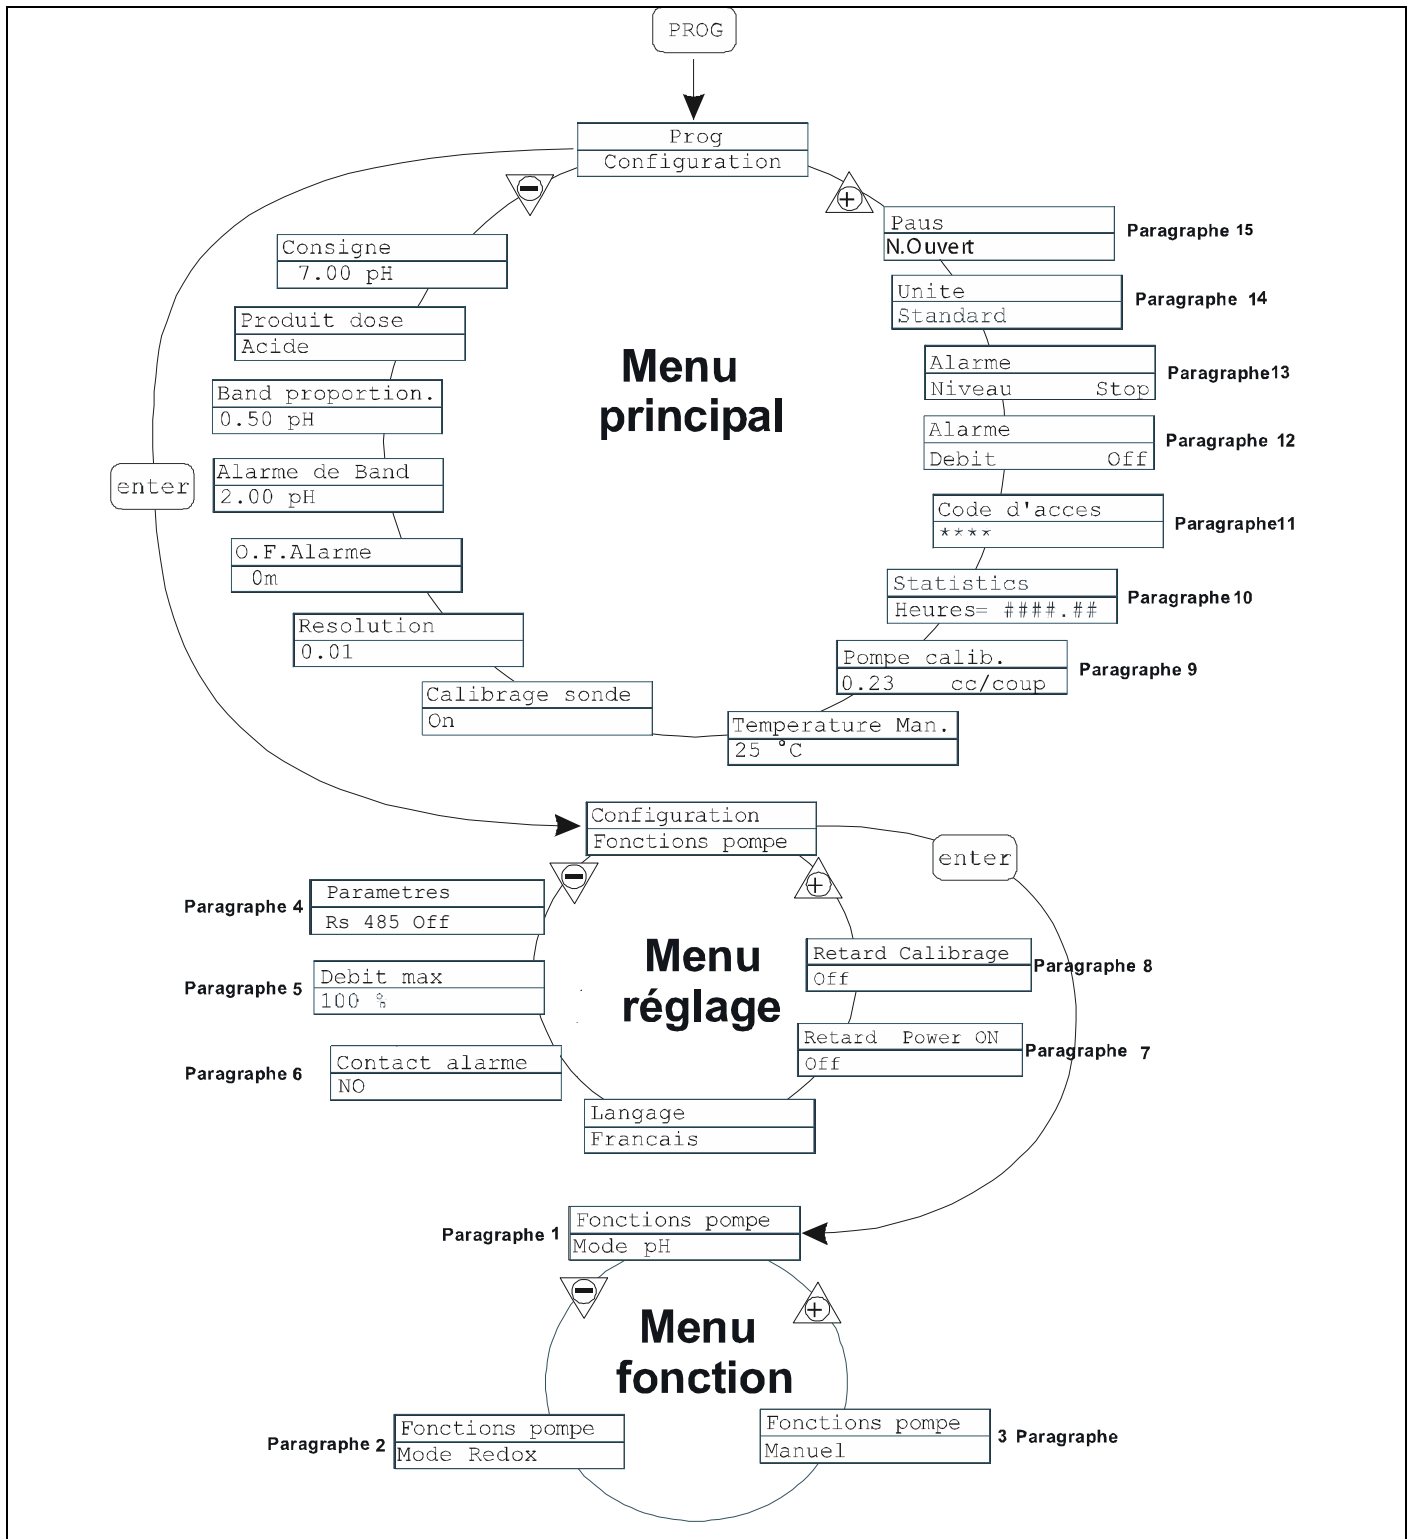 PROG
Prog
Configuration
Consigne
7.00 pH
Produit dose
Acide
Band proportion.
0.50 pH
Alarme de Band
2.00 pH
O.F.Alarme
0m
Resolution
0.01
Calibrage sonde
On
enter
Menu
principal
Paus
N.Ouvert
Paragraphe 15
Unite
Standard
Paragraphe 14
Alarme
Niveau Stop
Paragraphe13
Alarme
Debit Off
Paragraphe 12
Code d'acces
****
Paragraphe11
Statistics
Heures= ####.##
Paragraphe10
Pompe calib.
0.23 cc/coup
Paragraphe 9
Temperature Man.
25 °C
Configuration
Fonctions pompe
enter
Paragraphe 4
Parametres
Rs 485 Off
Paragraphe 5
Debit max
100 %
Paragraphe 6
Contact alarme
NO
Menu
réglage
Retard Calibrage
Off
Paragraphe 8
Retard Power ON
Off
Paragraphe 7
Langage
Francais
Paragraphe 1
Fonctions pompe
Mode pH
Menu
fonction
Paragraphe 2
Fonctions pompe
Mode Redox
Fonctions pompe
Manuel
3 Paragraphe